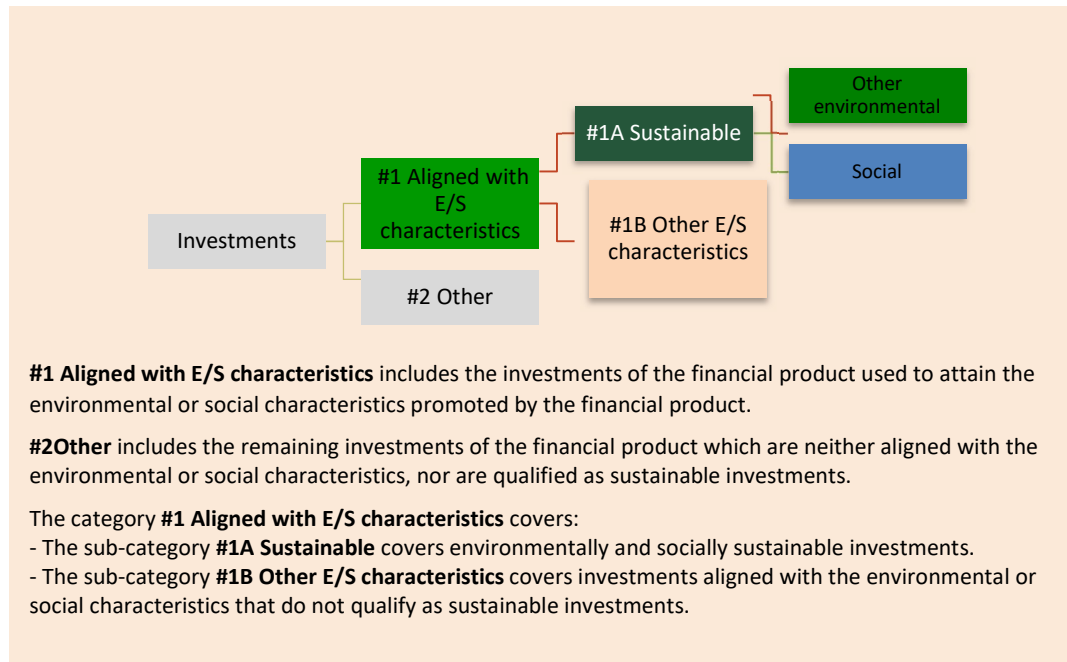 Other
environmental
#1A Sustainable
Social
#1 Aligned with
E/S
characteristics
#1B Other E/S
characteristics
Investments
#2 Other
#1 Aligned with E/S characteristics includes the investments of the financial product used to attain the
environmental or social characteristics promoted by the financial product.
#2Other includes the remaining investments of the financial product which are neither aligned with the
environmental or social characteristics, nor are qualified as sustainable investments.
The category #1 Aligned with E/S characteristics covers:
- The sub-category #1A Sustainable covers environmentally and socially sustainable investments.
- The sub-category #1B Other E/S characteristics covers investments aligned with the environmental or
social characteristics that do not qualify as sustainable investments.